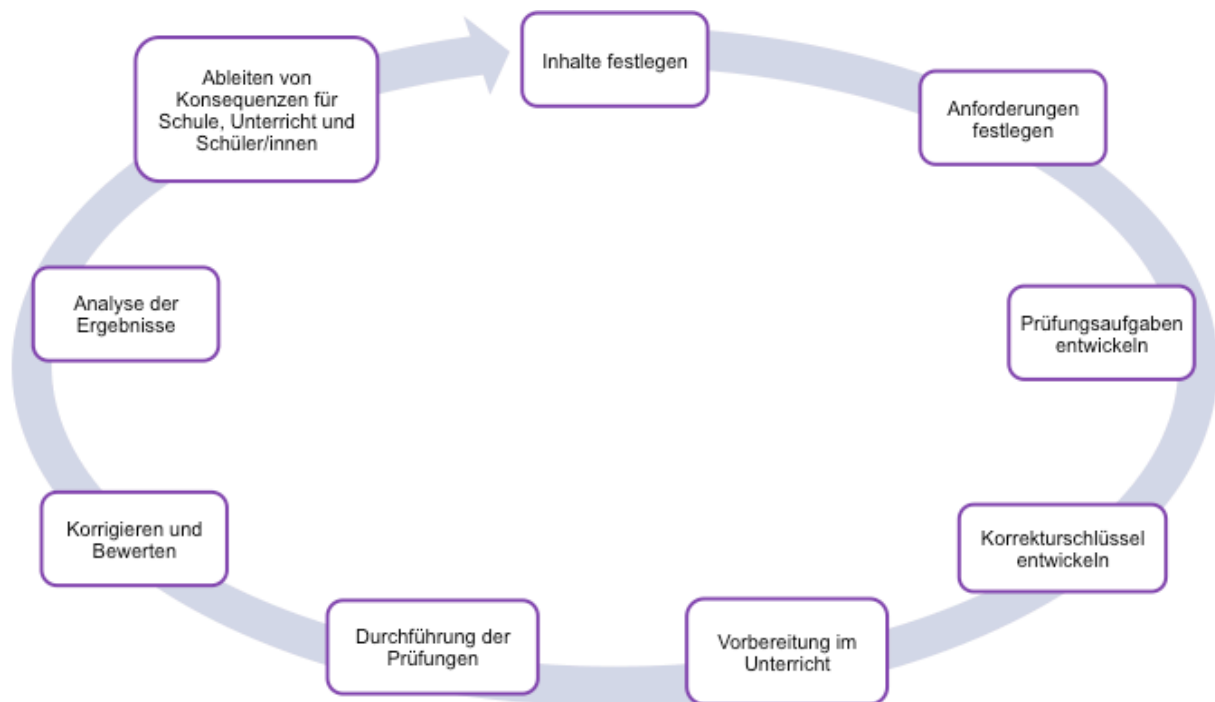 Inhalte festlegen
Anforderungen
festlegen
Prüfungsaufgaben
entwickeln
Korrekturschlüssel
entwickeln
Vorbereitung im
Unterricht
Durchführung der
Prüfungen
Korrigieren und
Bewerten
Analyse der
Ergebnisse
Ableiten von
Konsequenzen für
Schule, Unterricht und
Schüler/innen